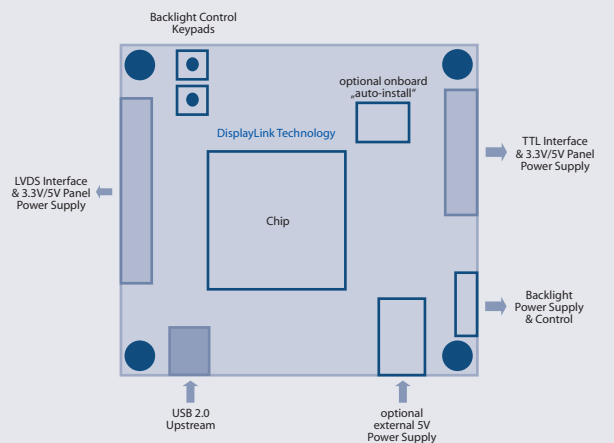 Backlight Control
Keypads
optional onboard
„auto-install“
DisplayLink Technology
TTL Interface
& 3.3V/5V Panel
Power Supply
LVDS Interface
& 3.3V/5V Panel
Power Supply
Chip
Backlight
Power Supply
& Control
USB 2.0
Upstream
optional
external 5V
Power Supply